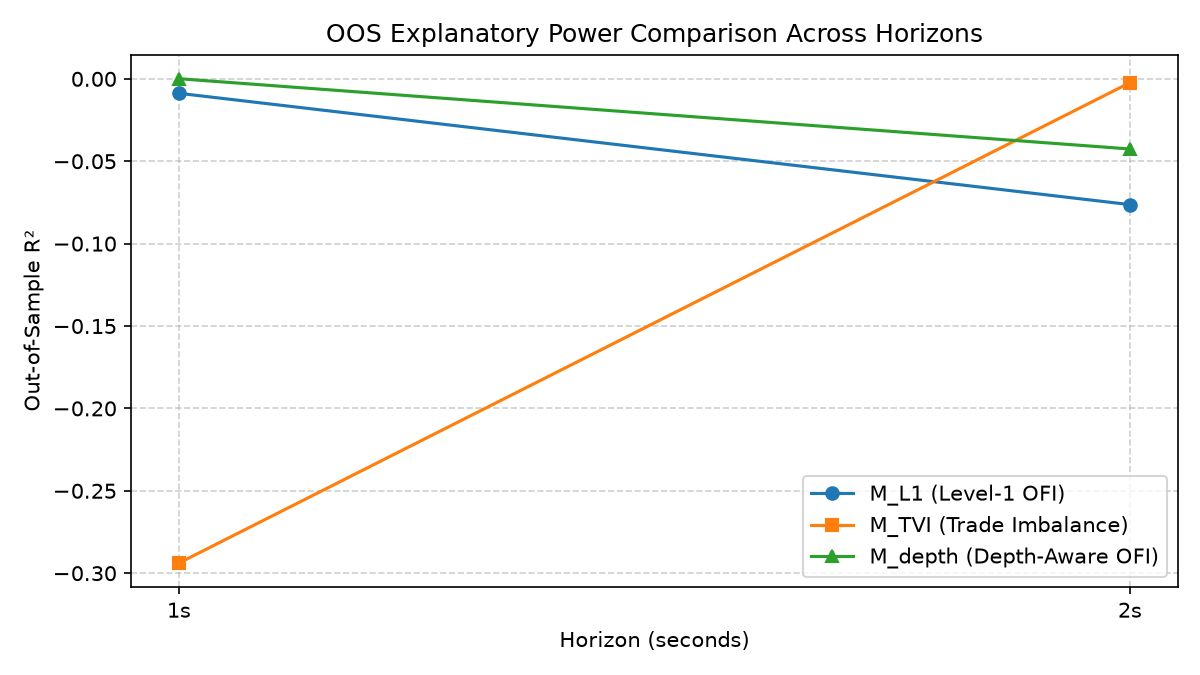 OOS Explanatory Power Comparison Across Horizons
Out-of-Sample R²
0.00
−0.05
−0.10
−0.15
−0.20
−0.25
−0.30
M_L1 (Level-1 OFI)
M_TVI (Trade Imbalance)
M_depth (Depth-Aware OFI)
1s
2s
Horizon (seconds)